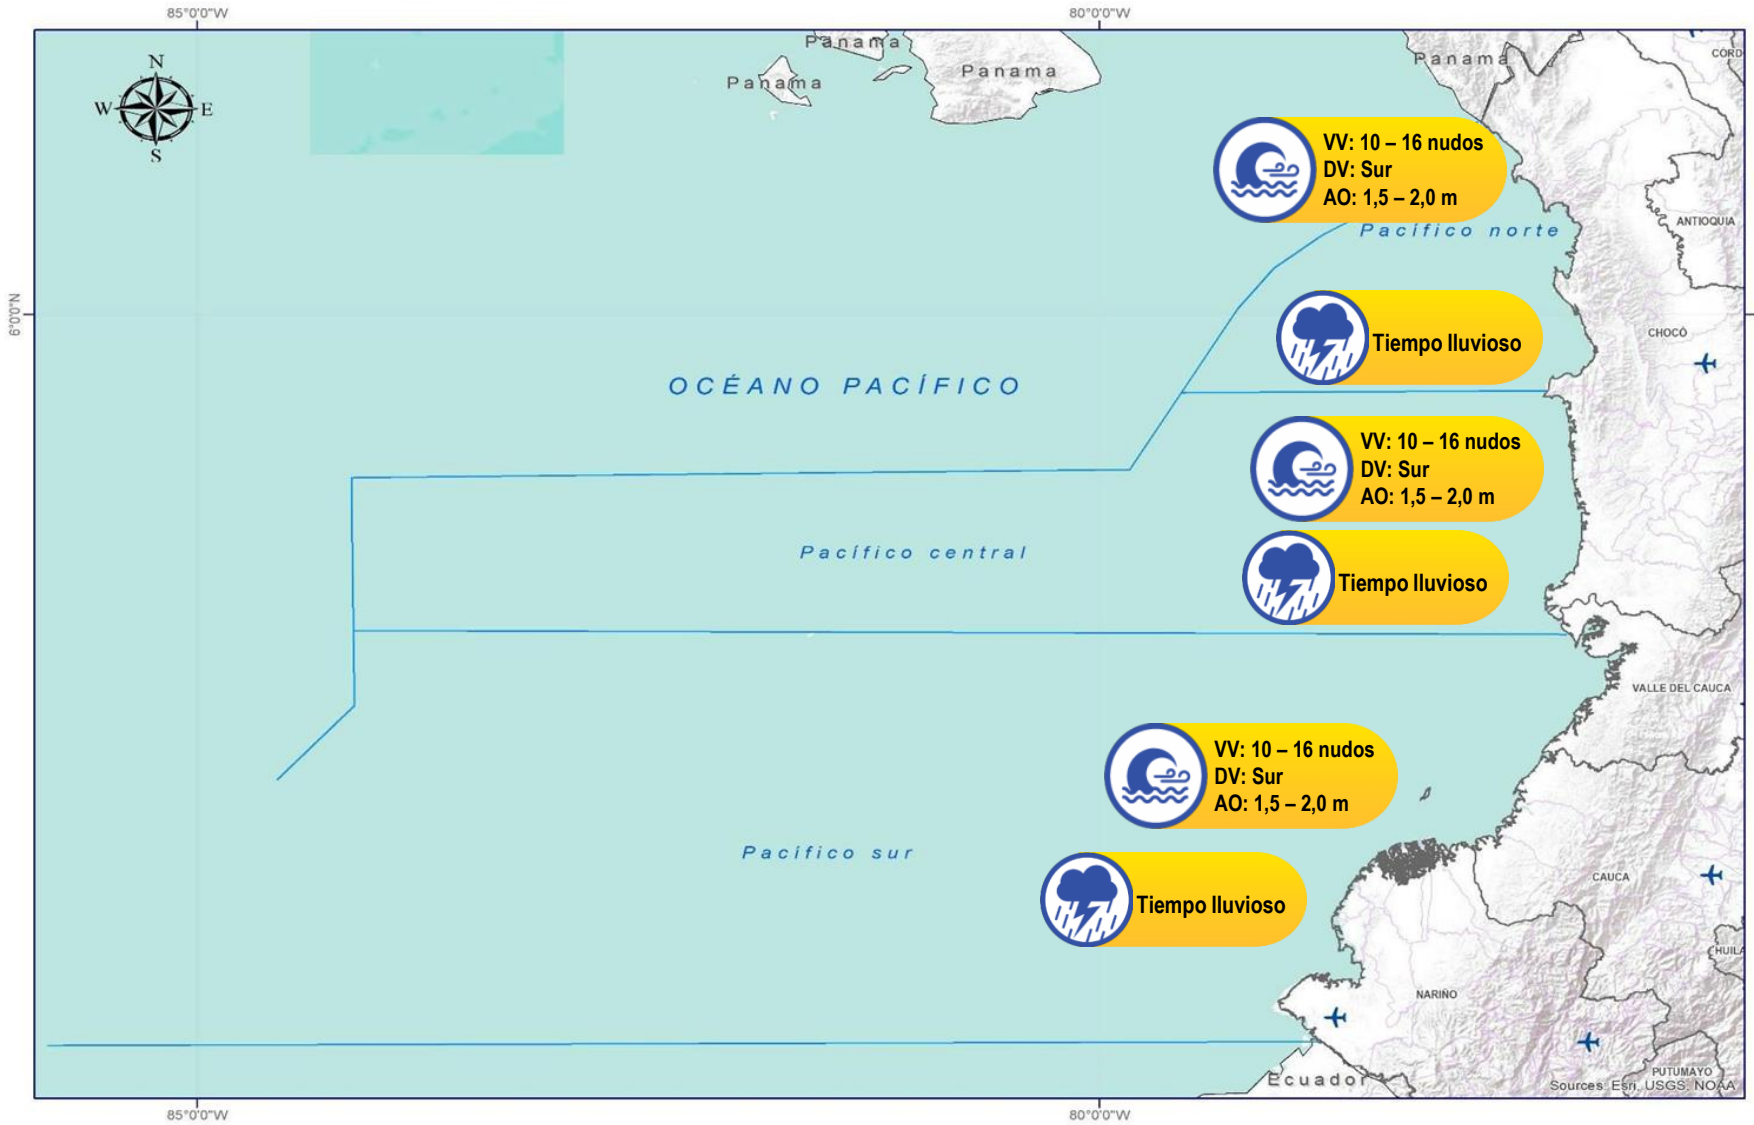 85°0'0"W
80°0'0"W
Panama
Panama
Panama
Panama
CORD
N
W
E
S
VV: 10 – 16 nudos
DV: Sur
AO: 1,5 – 2,0 m
ANTIOQUIA
Pacífico norte
6°0'0"N
CHOCÓ
Tiempo lluvioso
OCÉANO PACÍFICO
VV: 10 – 16 nudos
DV: Sur
AO: 1,5 – 2,0 m
Pacífico central
Tiempo lluvioso
VALLE DEL CAUCA
VV: 10 – 16 nudos
DV: Sur
AO: 1,5 – 2,0 m
Pacífico sur
CAUCA
Tiempo lluvioso
HUILA
NARIÑO
PUTUMAYO
Ecuador
Sources: Esri, USGS, NOAA
85°0'0"W
80°0'0"W